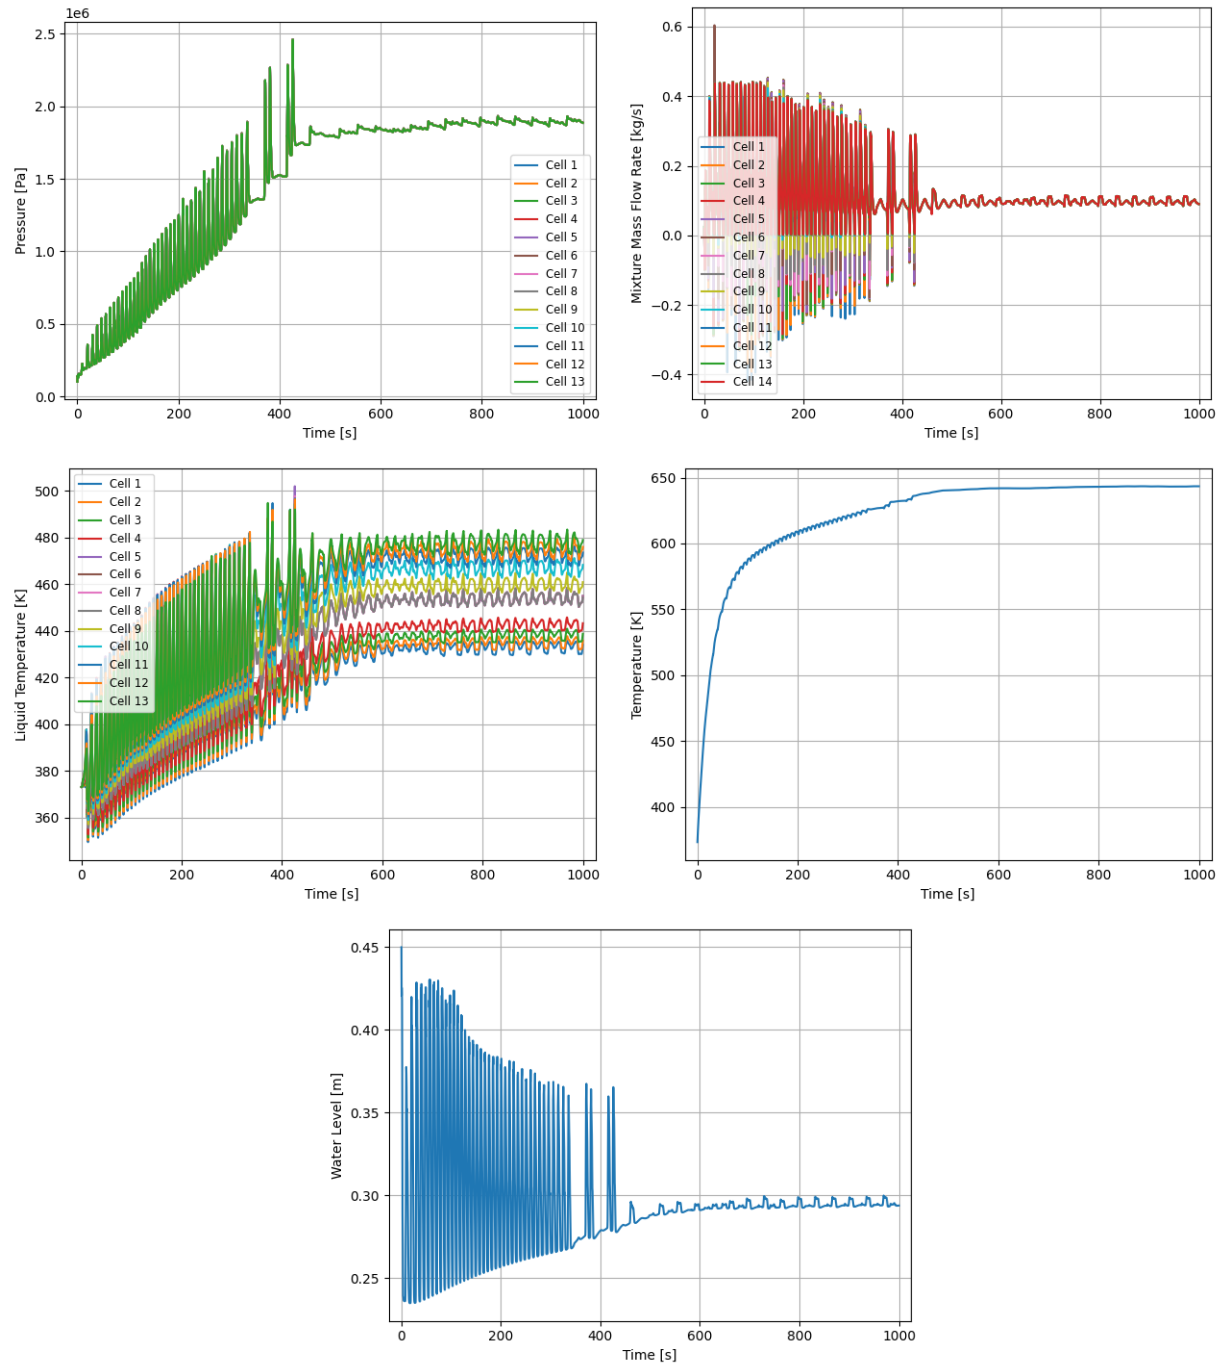 1e6
Pressure [Pa]
2.5
2.0
1.5
1.0
0.5
0.0
Cell 1
Cell 2
Cell 3
Cell 4
Cell 5
Cell 6
Cell 7
Cell 8
Cell 9
Cell 10
Cell 11
Cell 12
Cell 13
0 200 400 600 800 1000
Time [s]
Mixture Mass Flow Rate [kg/s]
0.6
0.4
0.2
0.0
−0.2
−0.4
Cell 1
Cell 2
Cell 3
Cell 4
Cell 5
Cell 6
Cell 7
Cell 8
Cell 9
Cell 10
Cell 11
Cell 12
Cell 13
Cell 14
0 200 400 600 800 1000
Time [s]
Liquid Temperature [K]
500
480
460
440
420
400
380
360
Cell 1
Cell 2
Cell 3
Cell 4
Cell 5
Cell 6
Cell 7
Cell 8
Cell 9
Cell 10
Cell 11
Cell 12
Cell 13
0 200 400 600 800 1000
Time [s]
Temperature [K]
650
600
550
500
450
400
0 200 400 600 800 1000
Time [s]
Water Level [m]
0.45
0.40
0.35
0.30
0.25
0 200 400 600 800 1000
Time [s]